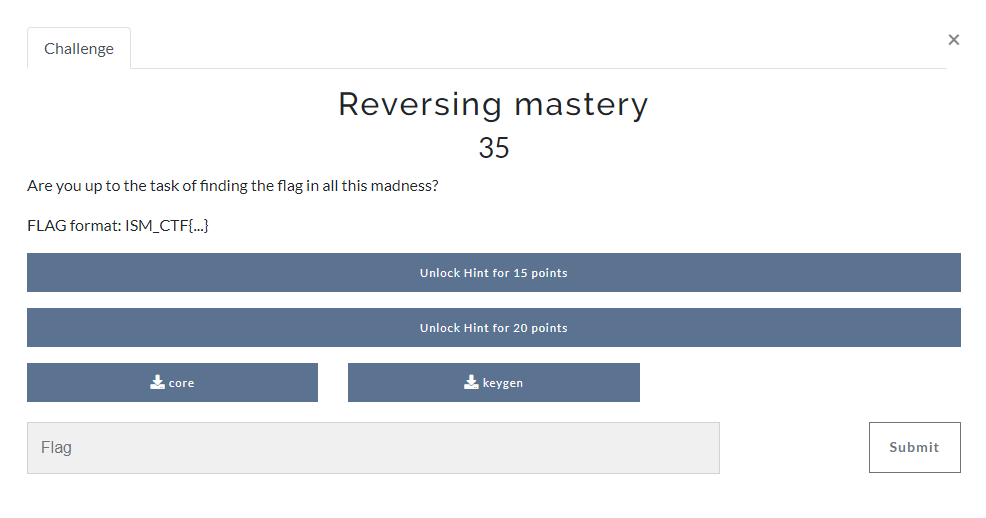 Challenge
×
Reversing mastery
35
Are you up to the task of finding the flag in all this madness?
FLAG format: ISM_CTF{...}
Unlock Hint for 15 points
Unlock Hint for 20 points
core
keygen
Flag
Submit